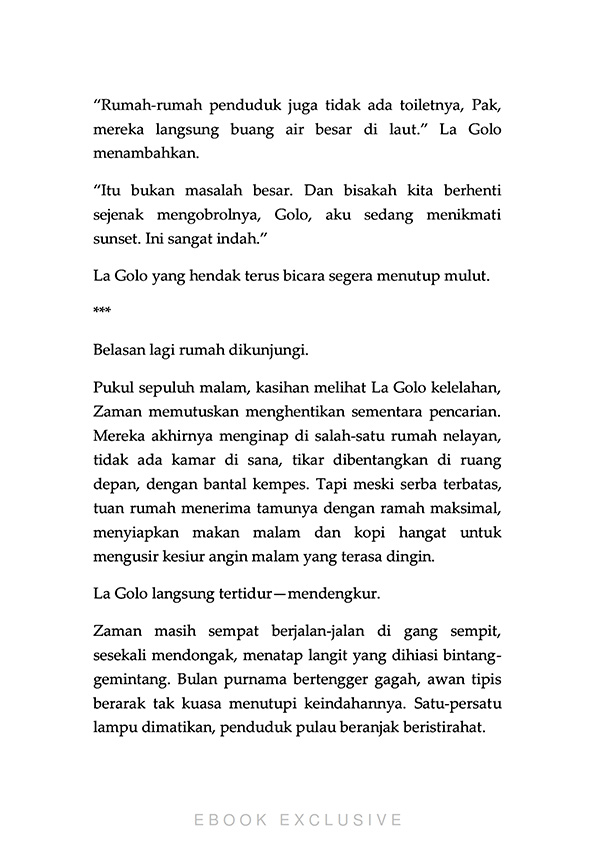 “Rumah-rumah penduduk juga tidak ada toiletnya, Pak,
mereka langsung buang air besar di laut.” La Golo
menambahkan.
“Itu bukan masalah besar. Dan bisakah kita berhenti
sejenak mengobrolnya, Golo, aku sedang menikmati
sunset. Ini sangat indah.”
La Golo yang hendak terus bicara segera menutup mulut.
***
Belasan lagi rumah dikunjungi.
Pukul sepuluh malam, kasihan melihat La Golo kelelahan,
Zaman memutuskan menghentikan sementara pencarian.
Mereka akhirnya menginap di salah-satu rumah nelayan,
tidak ada kamar di sana, tikar dibentangkan di ruang
depan, dengan bantal kempes. Tapi meski serba terbatas,
tuan rumah menerima tamunya dengan ramah maksimal,
menyiapkan makan malam dan kopi hangat untuk
mengusir kesiur angin malam yang terasa dingin.
La Golo langsung tertidur—mendengkur.
Zaman masih sempat berjalan-jalan di gang sempit,
sesekali mendongak, menatap langit yang dihiasi bintang-
gemintang. Bulan purnama bertengger gagah, awan tipis
berarak tak kuasa menutupi keindahannya. Satu-persatu
lampu dimatikan, penduduk pulau beranjak beristirahat.
EBOOK EXCLUSIVE